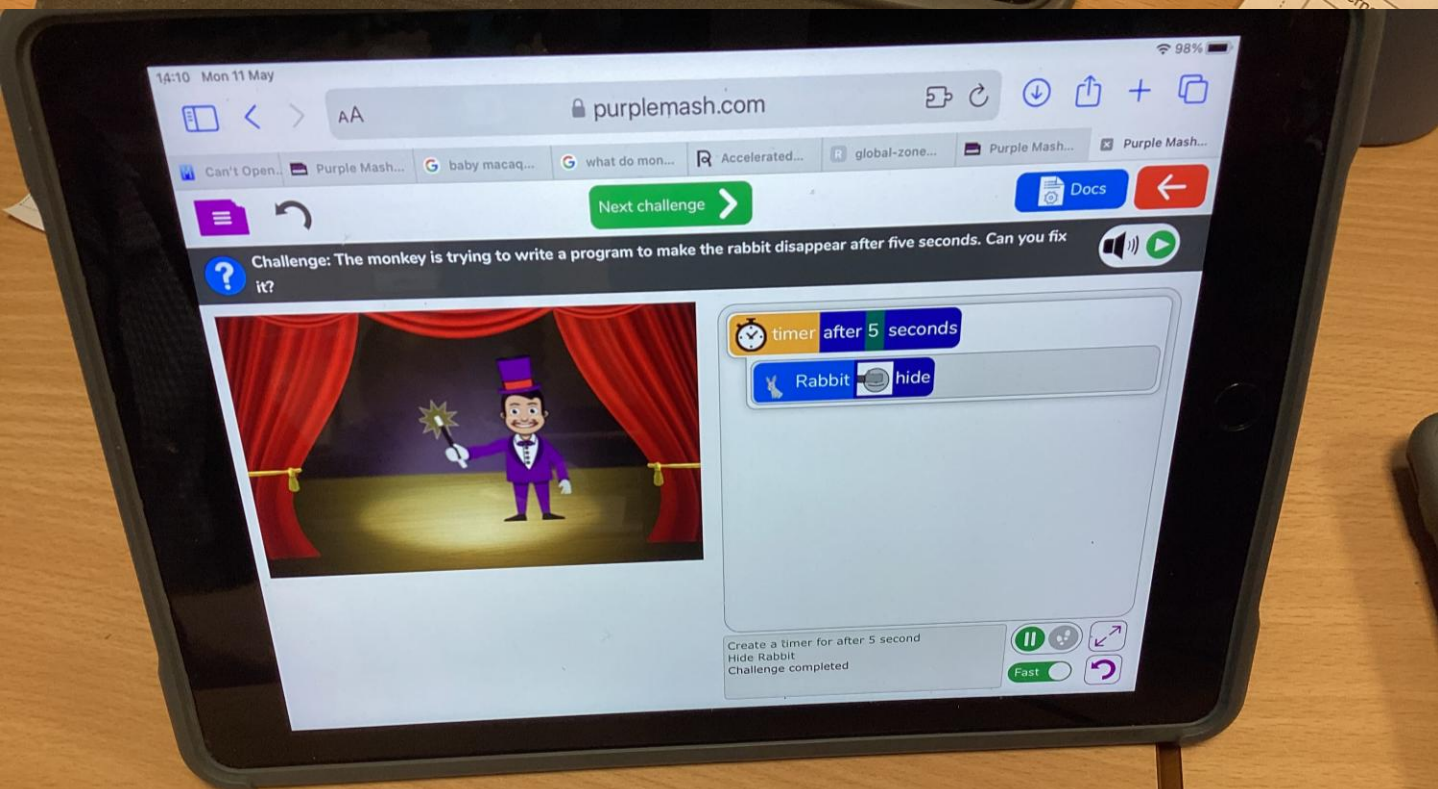 14:10 Mon 11 May
98%
AA
purplemash.com
Can't Open..
Purple Mash...
baby macaq...
what do mon...
Accelerated...
global-zone...
Purple Mash...
Purple Mash...
Next challenge
Docs
Challenge: The monkey is trying to write a program to make the rabbit disappear after five seconds. Can you fix
it?
timer after 5 seconds
Rabbit hide
Create a timer for after 5 second
Hide Rabbit
Challenge completed
Fast